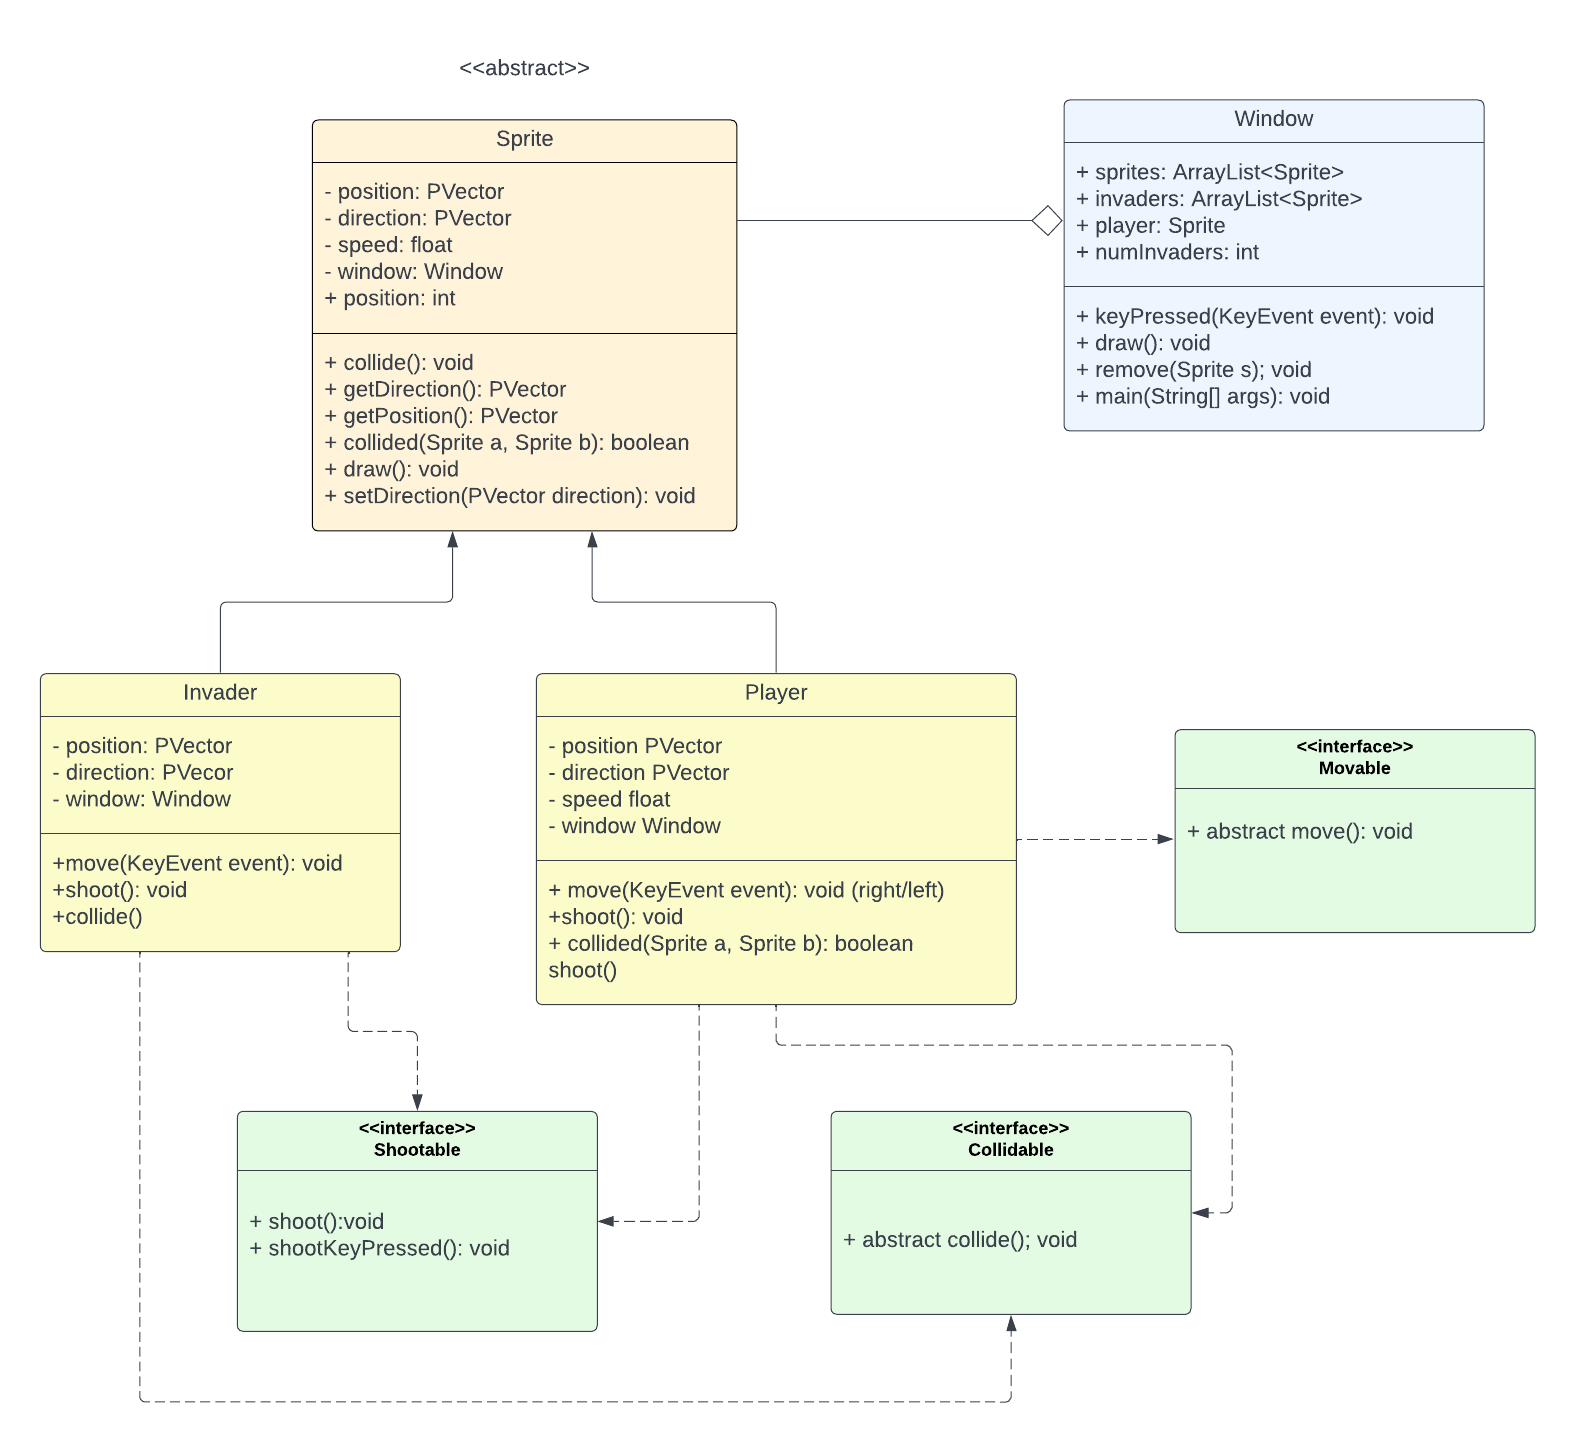 <<abstract>>
Sprite
- position: PVector
- direction: PVector
- speed: float
- window: Window
+ position: int
+ collide(): void
+ getDirection(): PVector
+ getPosition(): PVector
+ collided(Sprite a, Sprite b): boolean
+ draw(): void
+ setDirection(PVector direction): void
Window
+ sprites: ArrayList<Sprite>
+ invaders: ArrayList<Sprite>
+ player: Sprite
+ numInvaders: int
+ keyPressed(KeyEvent event): void
+ draw(): void
+ remove(Sprite s); void
+ main(String[] args): void
Invader
- position: PVector
- direction: PVecor
- window: Window
+move(KeyEvent event): void
+shoot(): void
+collide()
Player
- position PVector
- direction PVector
- speed float
- window Window
+ move(KeyEvent event): void (right/left)
+shoot(): void
+ collided(Sprite a, Sprite b): boolean
shoot()
<<interface>>
Movable
+ abstract move(): void
<<interface>>
Shootable
+ shoot():void
+ shootKeyPressed(): void
<<interface>>
Collidable
+ abstract collide(); void